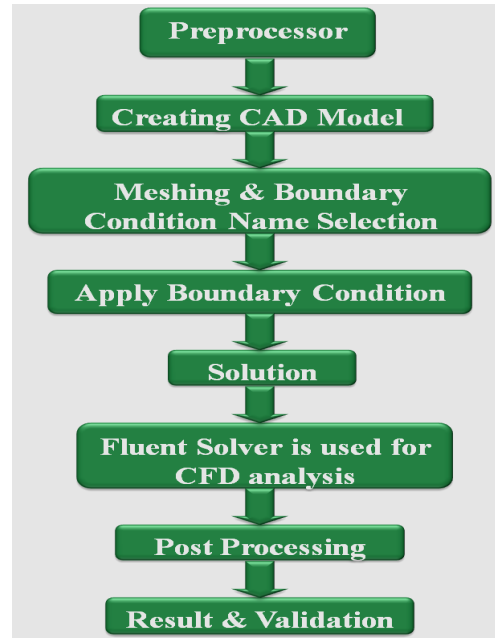 Preprocessor
Creating CAD Model
Meshing & Boundary
Condition Name Selection
Apply Boundary Condition
Solution
Fluent Solver is used for
CFD analysis
Post Processing
Result & Validation